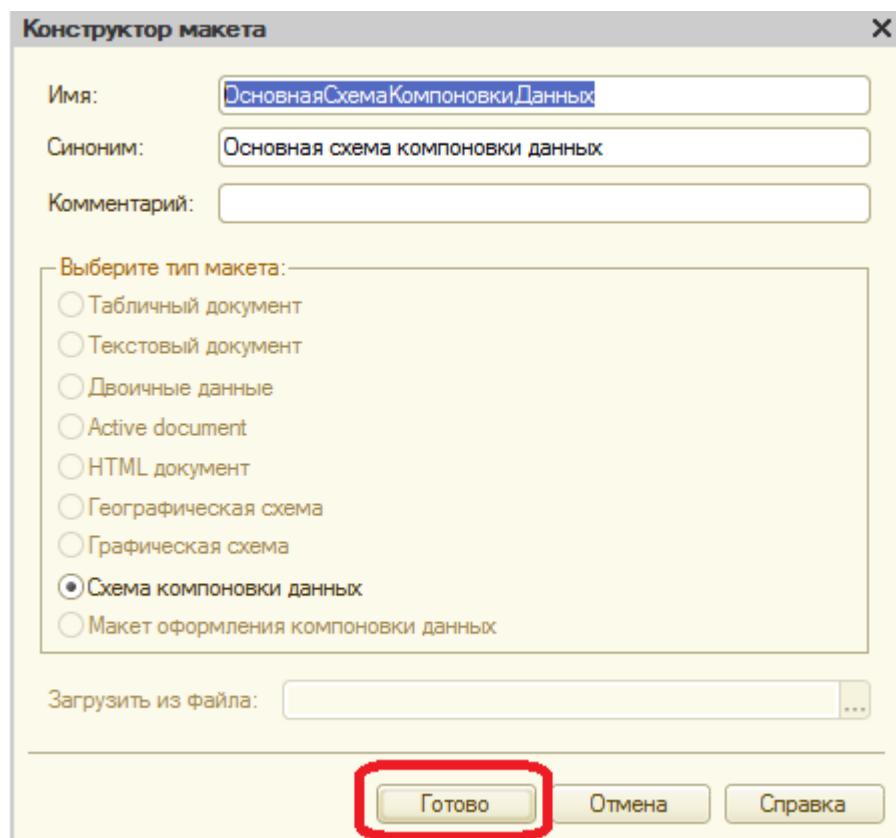 Конструктор макета
Имя: ОсновнаяСхемаКомпоновкиДанных
Синоним: Основная схема компоновки данных
Комментарий:
Выберите тип макета:
Табличный документ
Текстовый документ
Двоичные данные
Active document
HTML документ
Географическая схема
Графическая схема
Схема компоновки данных
Макет оформления компоновки данных
Загрузить из файла: ...
Готово Отмена Справка